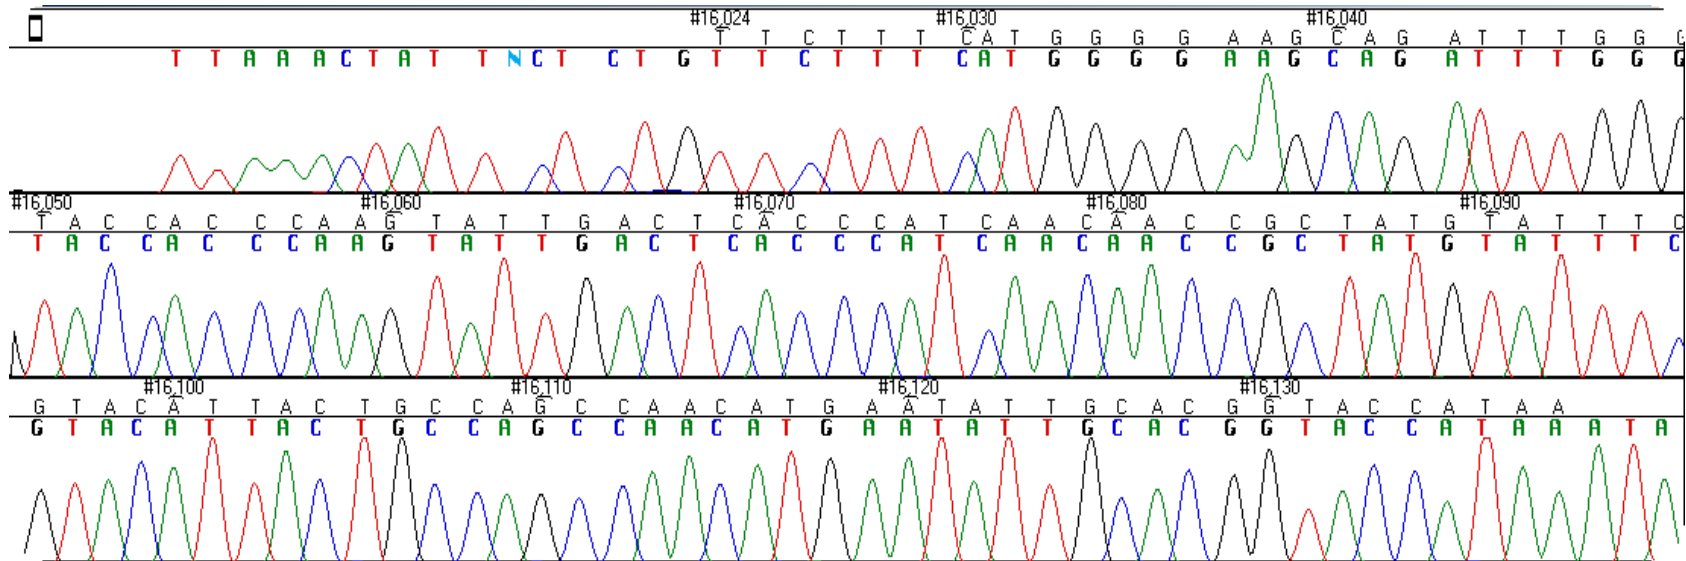 #16,024 #16,030 #16,040
T T C T T T C A T G G G G A A G C A G A T T T G G G
T T A A A C T A T T N C T C T G T T C T T T C A T G G G G A A G C A G A T T T G G G
#16,050 #16,060 #16,070 #16,080 #16,090
T A C C A C C C A A G T A T T G A C T C A C C C A T C A A C A A C C G C T A T G T A T T T C
T A C C A C C C A A G T A T T G A C T C A C C C A T C A A C A A C C G C T A T G T A T T T C
#16,100 #16,110 #16,120 #16,130
G T A C A T T A C T G C C A G C C A A C A T G A A T A T T G C A C G G T A C C A T A A
G T A C A T T A C T G C C A G C C A A C A T G A A T A T T G C A C G G T A C C A T A A A T A